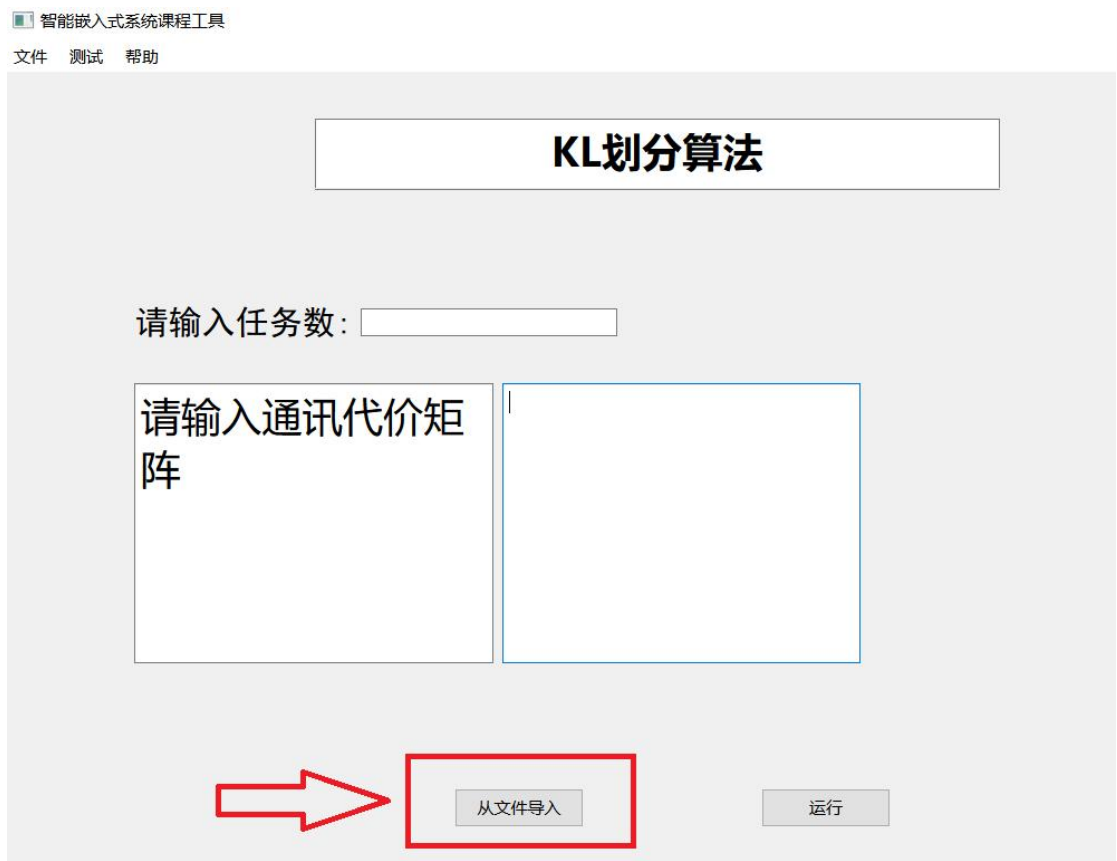 智能嵌入式系统课程工具
文件 测试 帮助
KL划分算法
请输入任务数:
请输入通讯代价矩
阵
从文件导入 运行